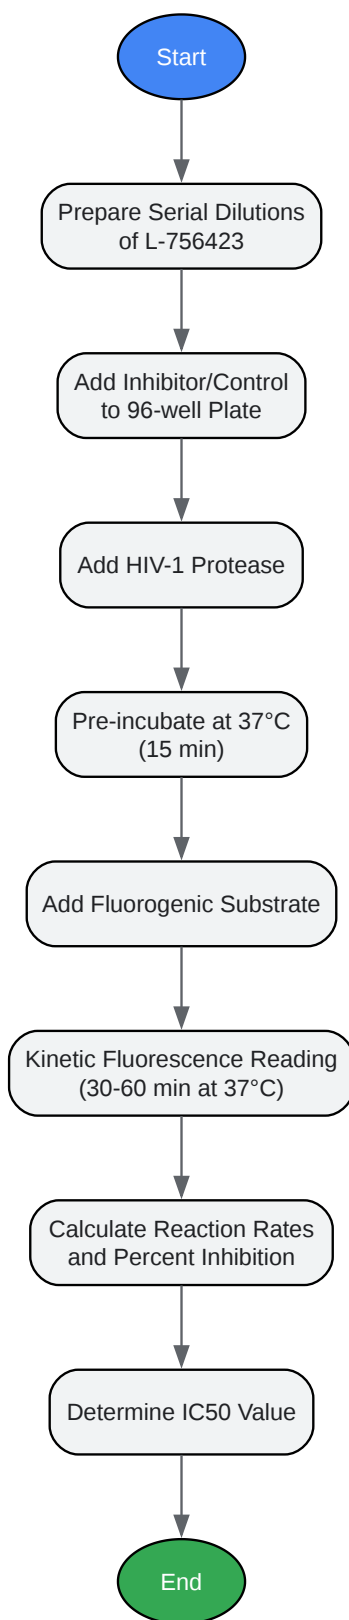 Start
Prepare Serial Dilutions
of L-756423
Add Inhibitor/Control
to 96-well Plate
Add HIV-1 Protease
Pre-incubate at 37°C
(15 min)
Add Fluorogenic Substrate
Kinetic Fluorescence Reading
(30-60 min at 37°C)
Calculate Reaction Rates
and Percent Inhibition
Determine IC50 Value
End